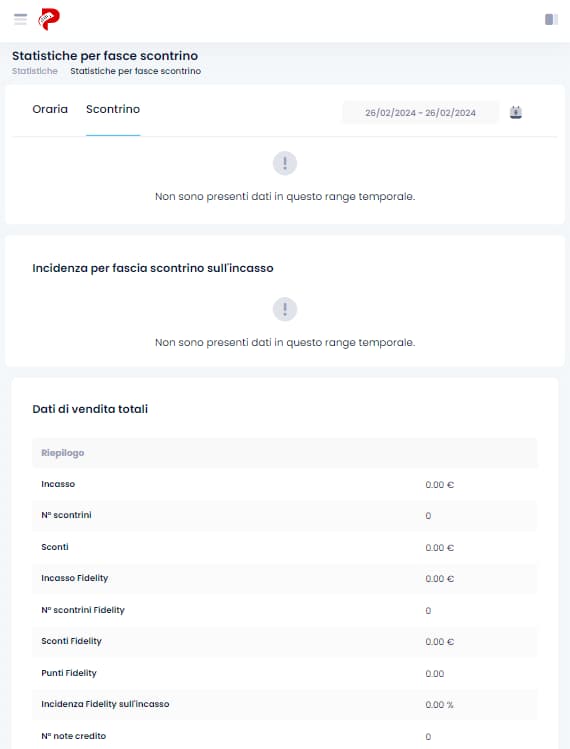 Statistiche per fasce scontrino
Statistiche Statistiche per fasce scontrino
Oraria Scontrino 26/02/2024 - 26/02/2024
Non sono presenti dati in questo range temporale.
Incidenza per fascia scontrino sull'incasso
Non sono presenti dati in questo range temporale.
Dati di vendita totali
Riepilogo
Incasso 0.00 €
N° scontrini 0
Sconti 0.00 €
Incasso Fidelity 0.00 €
N° scontrini Fidelity 0
Sconti Fidelity 0.00 €
Punti Fidelity 0.00
Incidenza Fidelity sull'incasso 0.00 %
N° note credito 0